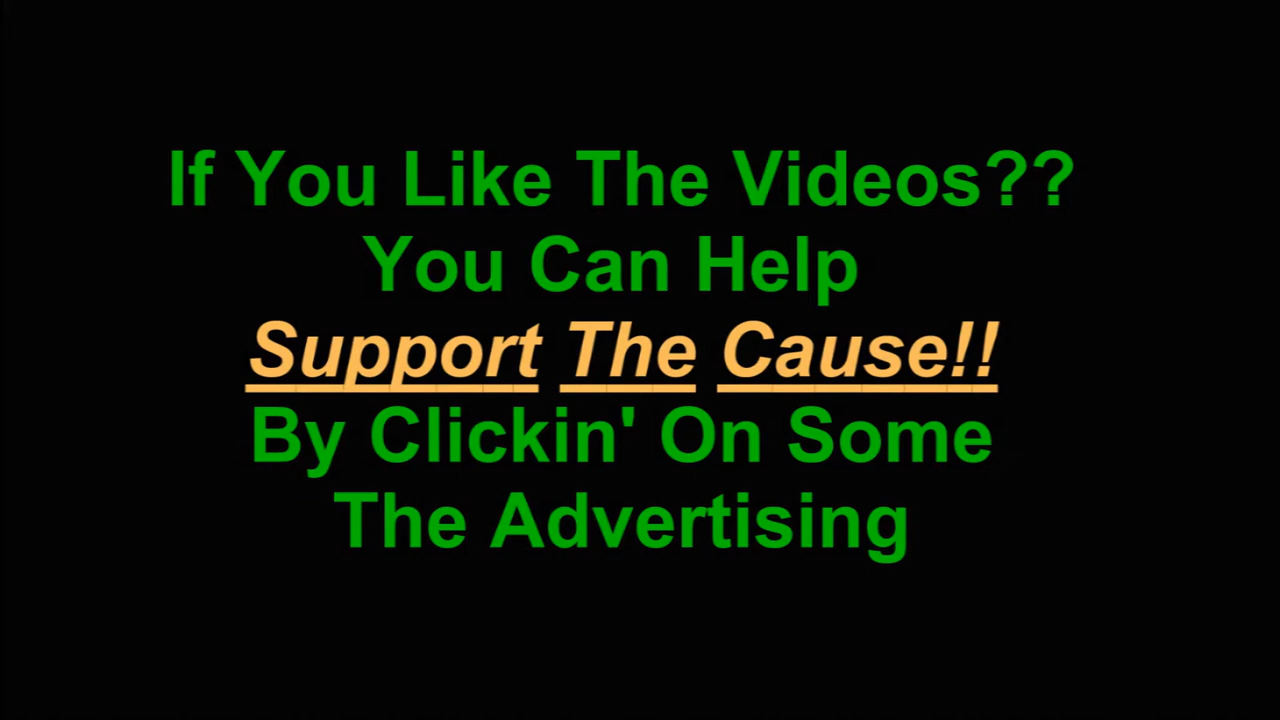 If You Like The Videos??
You Can Help
Support The Cause!!
By Clickin' On Some
The Advertising